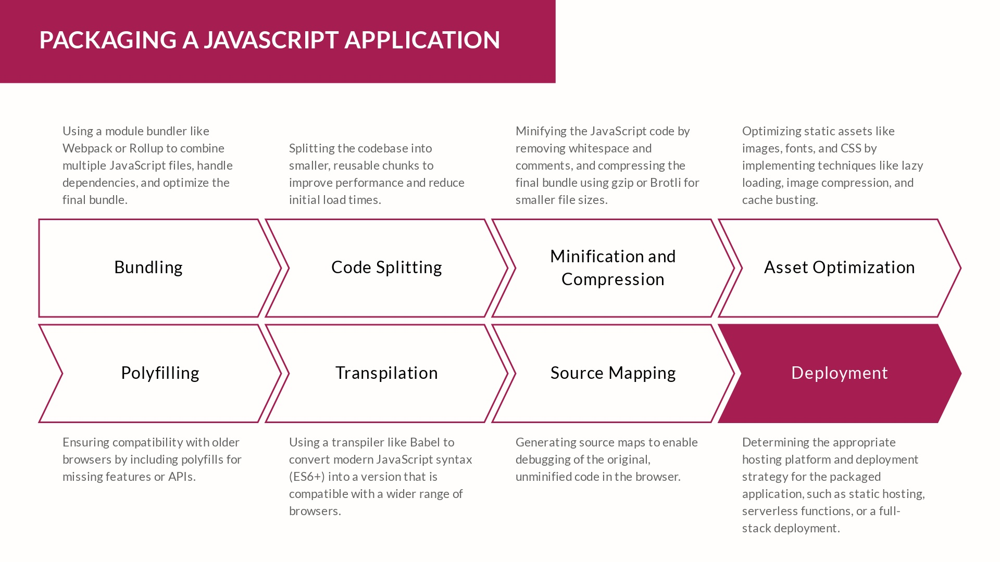 PACKAGING A JAVASCRIPT APPLICATION
Using a module bundler like
Webpack or Rollup to combine
multiple JavaScript files, handle
dependencies, and optimize the
final bundle.
Splitting the codebase into
smaller, reusable chunks to
improve performance and reduce
initial load times.
Minifying the JavaScript code by
removing whitespace and
comments, and compressing the
final bundle using gzip or Brotli for
smaller file sizes.
Optimizing static assets like
images, fonts, and CSS by
implementing techniques like lazy
loading, image compression, and
cache busting.
Bundling
Code Splitting
Minification and
Compression
Asset Optimization
Polyfilling
Transpilation
Source Mapping
Deployment
Ensuring compatibility with older
browsers by including polyfills for
missing features or APIs.
Using a transpiler like Babel to
convert modern JavaScript syntax
(ES6+) into a version that is
compatible with a wider range of
browsers.
Generating source maps to enable
debugging of the original,
unminified code in the browser.
Determining the appropriate
hosting platform and deployment
strategy for the packaged
application, such as static hosting,
serverless functions, or a full-
stack deployment.